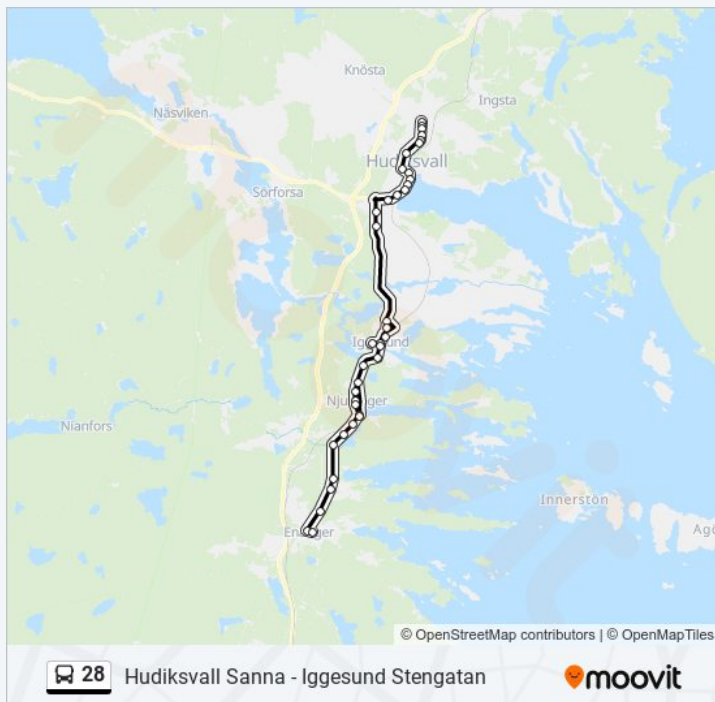 Knösta
Ingsta
Näsviken
Hudiksvall
Sörforsa
Iggesund
Njutånger
Nianfors
Innerstön
Enånger
Agö
© OpenStreetMap contributors | © OpenMapTiles
28 Hudiksvall Sanna - Iggesund Stengatan
moovit